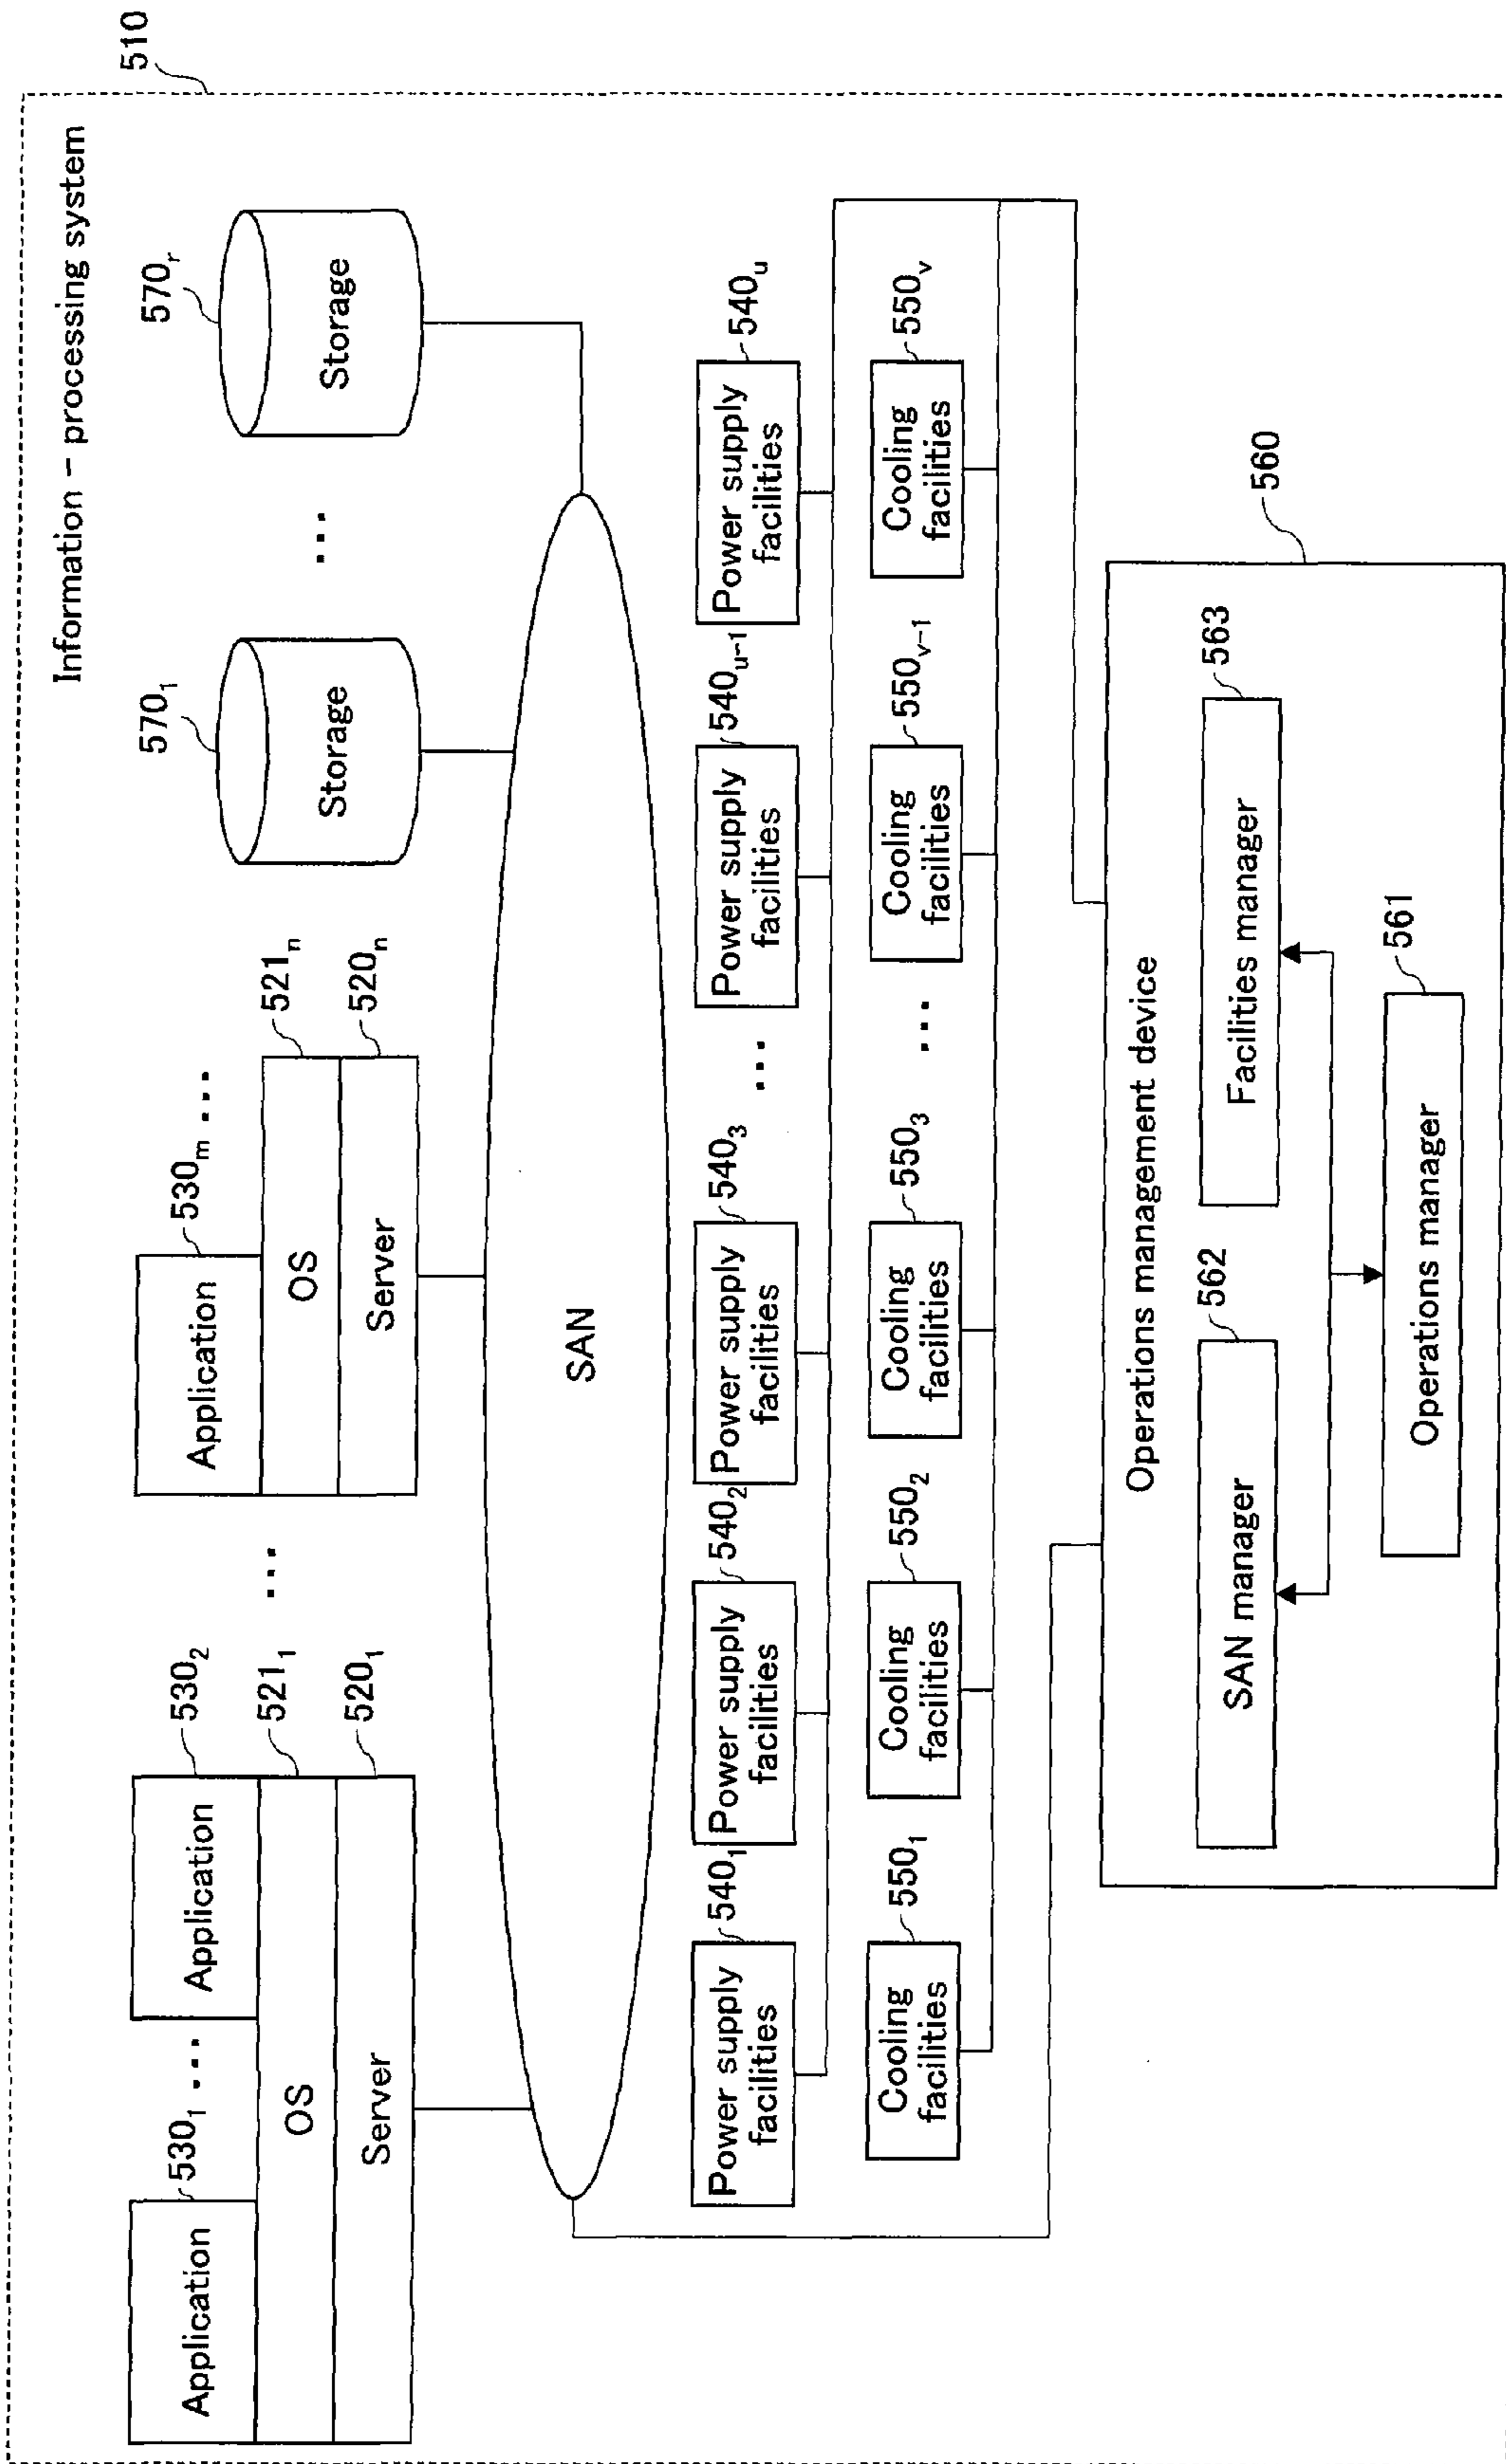 Information – processing system
510
530₁
...
530₂
530ₘ
...
570₁
570ᵣ
Application
Application
...
Application
Storage
...
Storage
OS
521₁
OS
521ₙ
Server
520₁
Server
520ₙ
SAN
540₁
540₂
540₃
...
540ᵤ₋₁
540ᵤ
Power supply
facilities
Power supply
facilities
Power supply
facilities
Power supply
facilities
Power supply
facilities
550₁
550₂
550₃
...
550ᵥ₋₁
550ᵥ
Cooling
facilities
Cooling
facilities
Cooling
facilities
Cooling
facilities
Cooling
facilities
Operations management device
560
SAN manager
562
Facilities manager
563
Operations manager
561